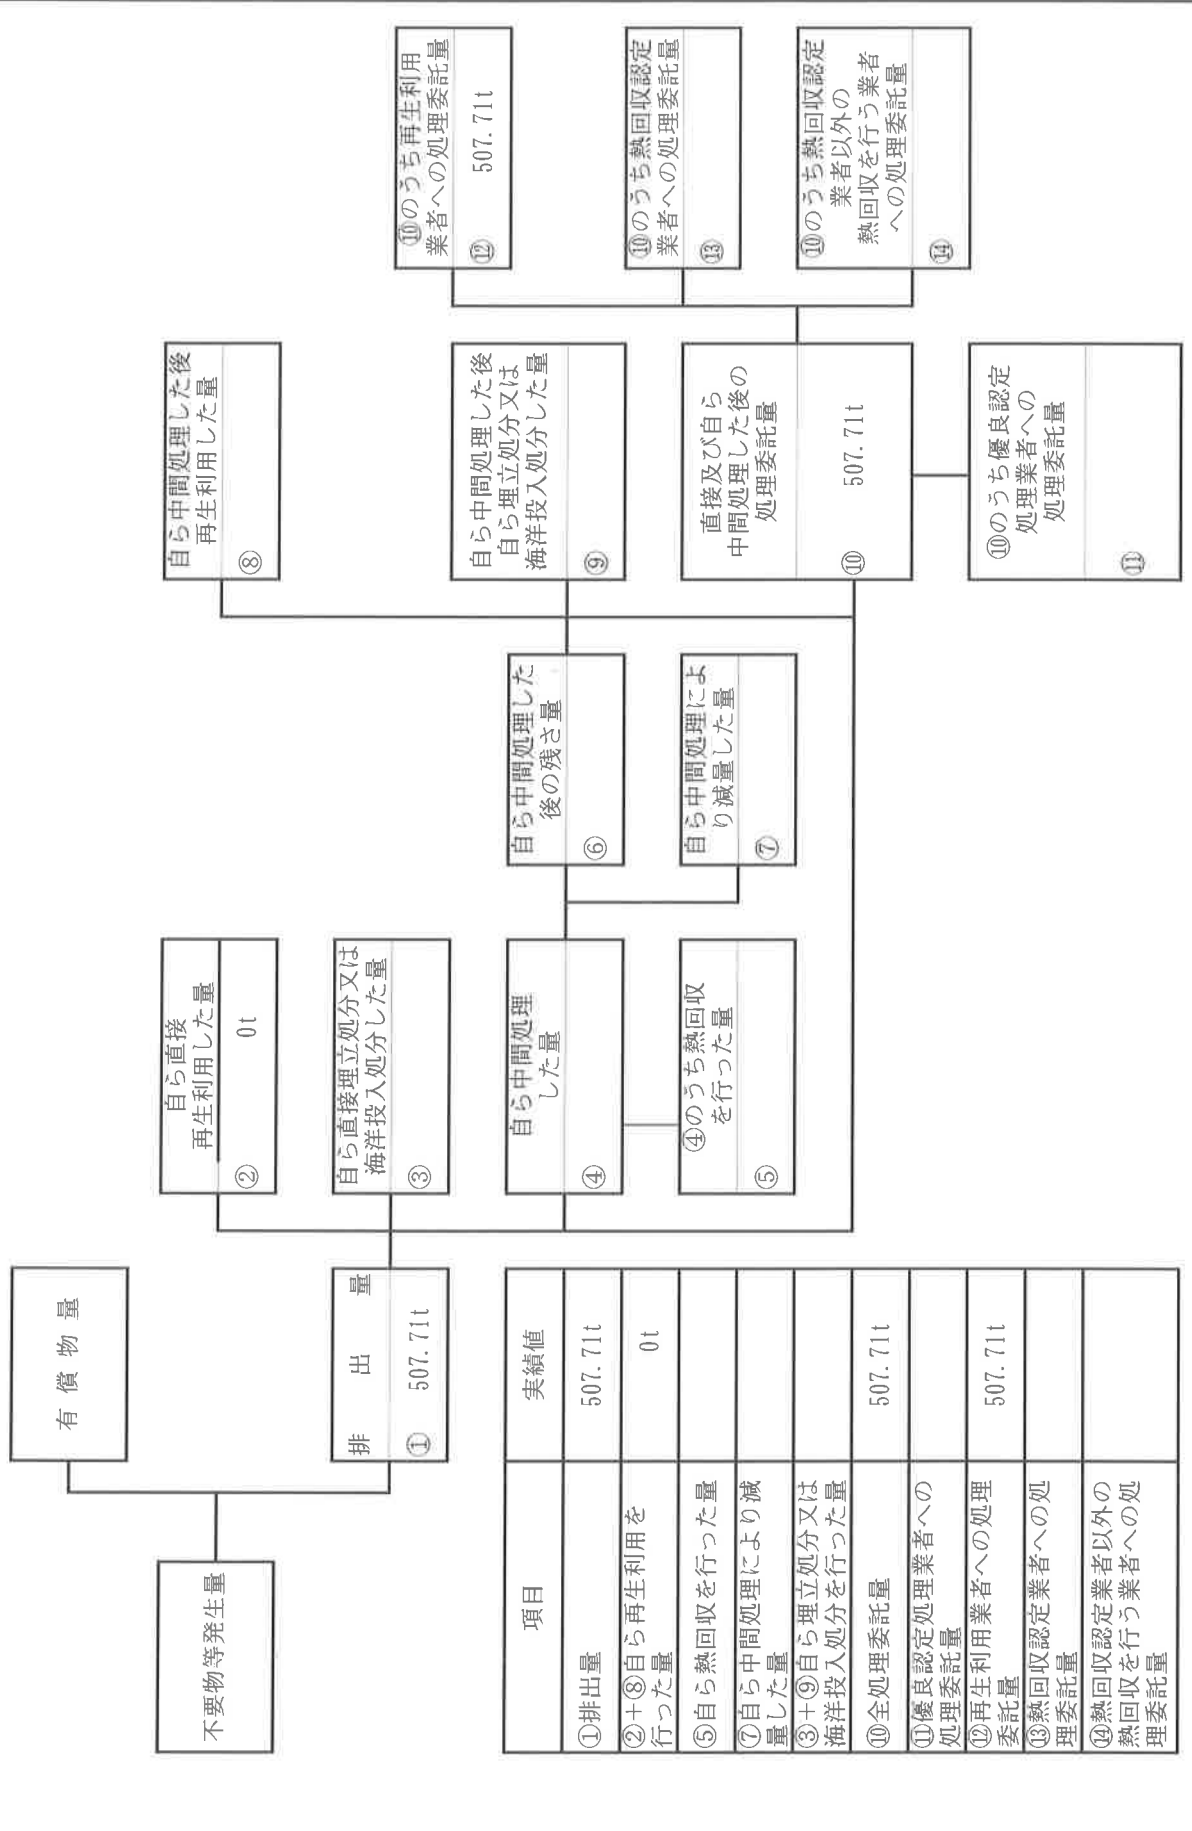 不要物等発生量
有償物量
排出量
① 507.71t
自ら直接
再生利用した量
② 0t
自ら直接埋立処分又は
海洋投入処分した量
③
自ら中間処理
した量
④
④のうち熱回収
を行った量
⑤
自ら中間処理した
後の残さ量
⑥
自ら中間処理によ
り減量した量
⑦
自ら中間処理した後
再生利用した量
⑧
自ら中間処理した後
自ら埋立処分又は
海洋投入処分した量
⑨
直接及び自ら
中間処理した後の
処理委託量
⑩ 507.71t
⑩のうち優良認定
処理業者への
処理委託量
⑪
⑩のうち再生利用
業者への処理委託量
⑫ 507.71t
⑩のうち熱回収認定
業者への処理委託量
⑬
⑩のうち熱回収認定
業者以外の
熱回収を行う業者
への処理委託量
⑭
項目 実績値
①排出量 507.71t
②+⑧自ら再生利用を
行った量 0t
⑤自ら熱回収を行った量
⑦自ら中間処理により減
量した量
③+⑨自ら埋立処分又は
海洋投入処分を行った量
⑩全処理委託量 507.71t
⑪優良認定処理業者への
処理委託量
⑫再生利用業者への処理
委託量 507.71t
⑬熱回収認定業者への処
理委託量
⑭熱回収認定業者以外の
熱回収を行う業者への処
理委託量